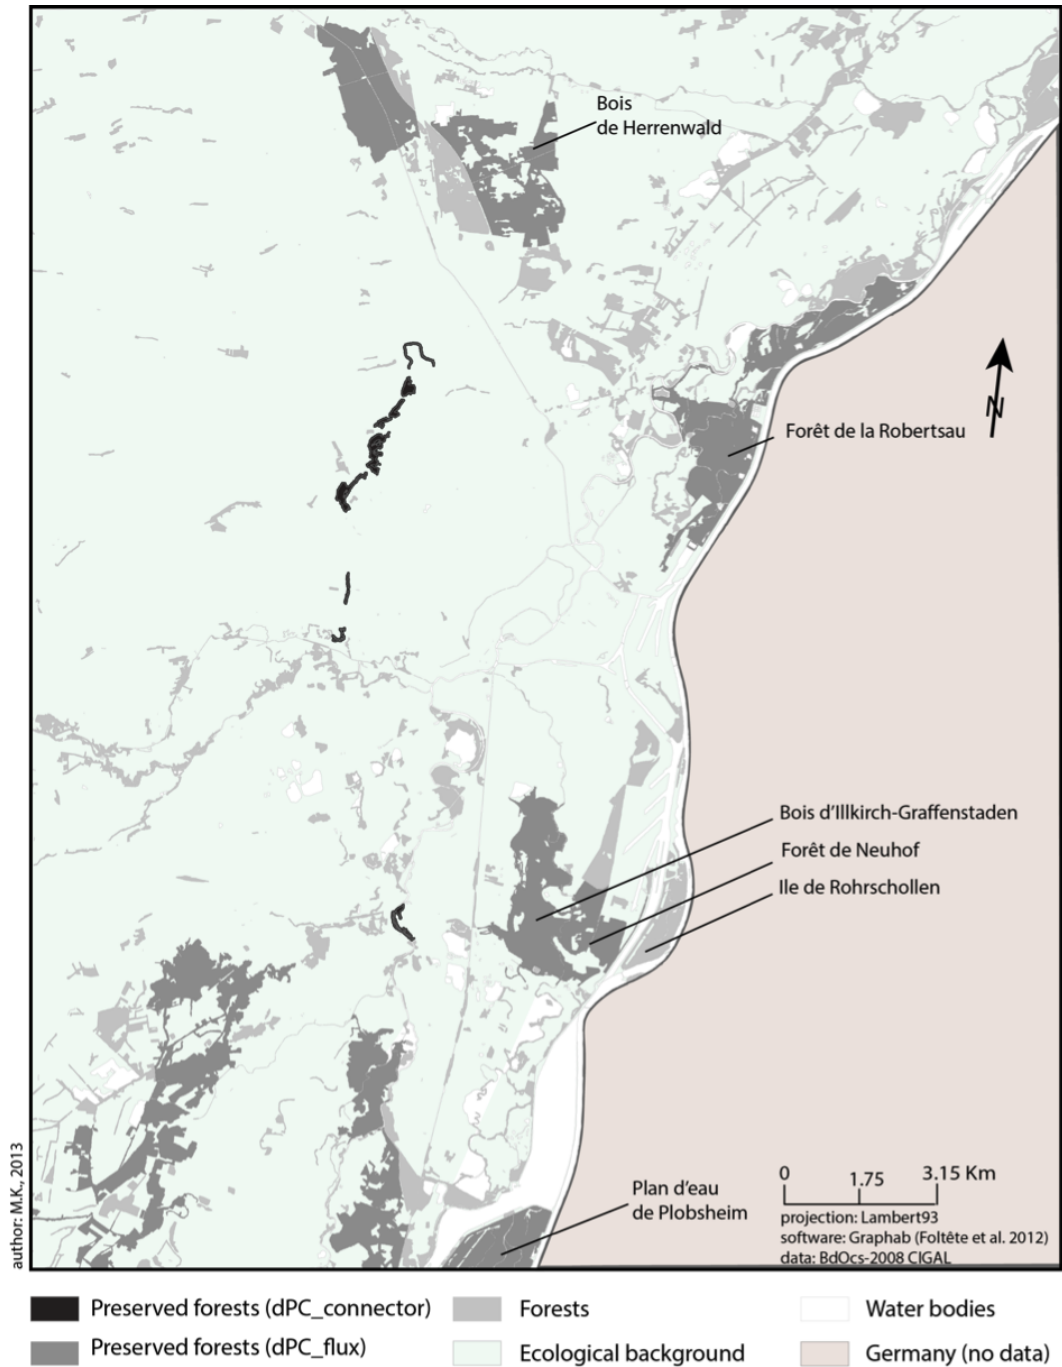 Bois
de Herrenwald
N
Forêt de la Robertsau
Bois d'Illkirch-Graffenstaden
Forêt de Neuhof
Ile de Rohrschollen
Plan d'eau
de Plobsheim
0 1.75 3.15 Km
projection: Lambert93
software: Graphab (Foltête et al. 2012)
data: BdOcs-2008 CIGAL
author: M.K., 2013
Preserved forests (dPC_connector)
Preserved forests (dPC_flux)
Forests
Ecological background
Water bodies
Germany (no data)